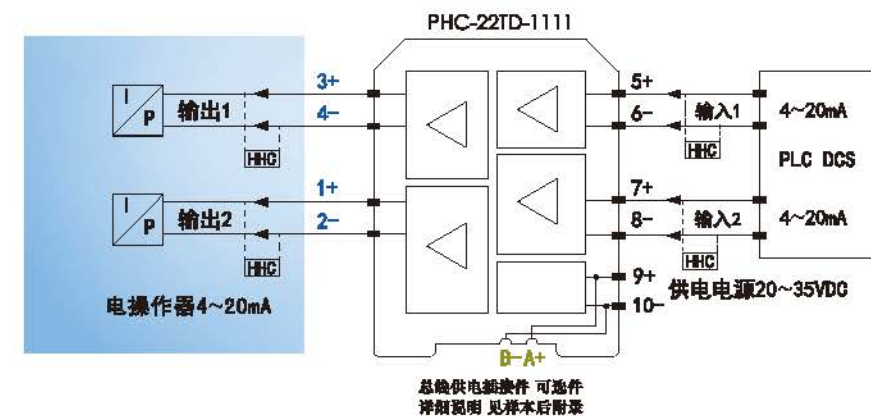 PHC-22TD-1111
I
P
输出1
HHC
3+
4-
5+
6-
输入1
HHC
4~20mA
PLC DCS
I
P
输出2
HHC
1+
2-
7+
8-
输入2
HHC
4~20mA
电操作器4~20mA
9+
10-
供电电源20~35VDC
B-A+
总线供电插接件 可选件
详细说明 见样本后附录